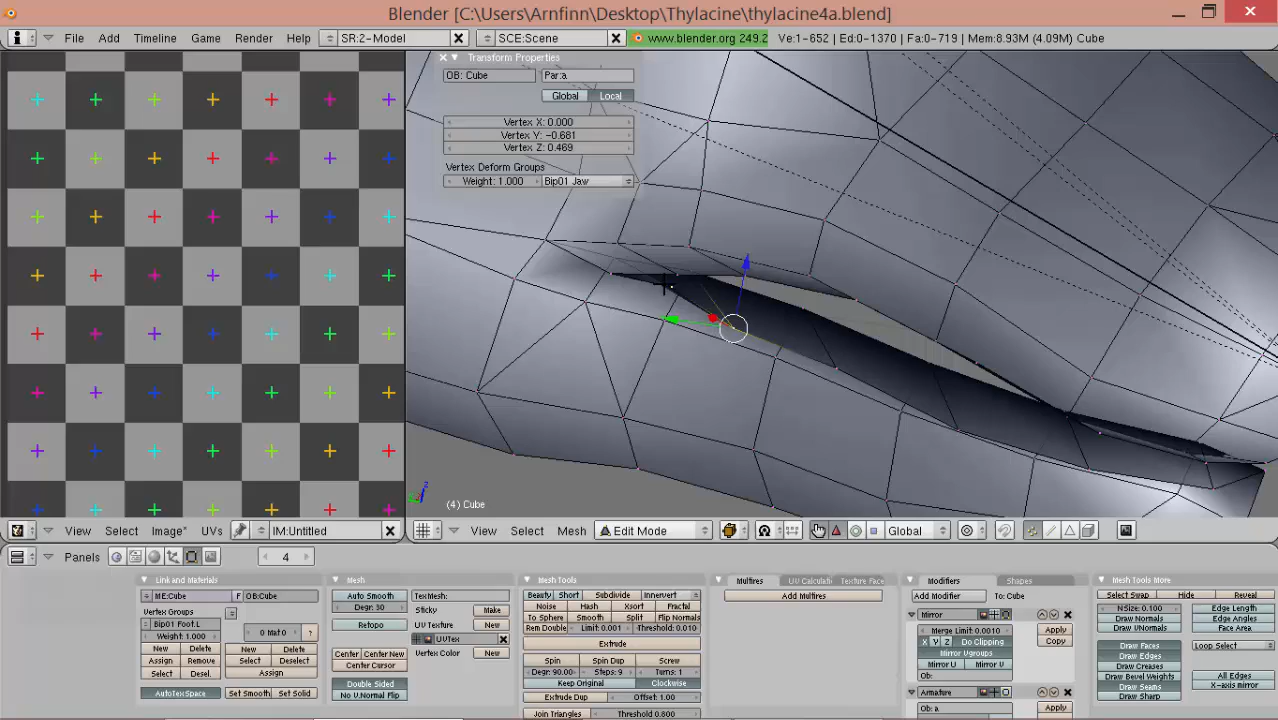 Blender [C:\Users\Arnfinn\Desktop\Thylacine\thylacine4a.blend]
File Add Timeline Game Render Help SR:2-Model SCE:Scene www.blender.org 249.2 Ve:1-652 | Ed:0-1370 | Fa:0-719 | Mem:8.93M (4.09M) Cube
Transform Properties
OB: Cube Par:a
Global Local
Vertex X: 0.000
Vertex Y: -0.681
Vertex Z: 0.469
Vertex Deform Groups
Weight: 1.000 Bip01 Jaw
z
(4) Cube
View Select Image* UVs IM:Untitled View Select Mesh Edit Mode Global
Panels 4
Link and Materials Mesh Mesh Tools Multires UV Calculati Texture Face Modifiers Shapes Mesh Tools More
ME:Cube F OB:Cube Auto Smooth TexMesh: Beauty Short Subdivide Innervert Add Multires Add Modifier To: Cube Select Swap Hide Reveal
Vertex Groups Degr: 30 Sticky Make Noise Hash Xsort Fractal Mirror NSize: 0.100 Edge Length
Bip01 Foot.L 0 Mat 0 ? Retopo UV Texture New To Sphere Smooth Split Flatten Merge Limit: 0.0010 Apply Draw Normals Edge Angles
Weight: 1.000 UVTex Rem Double Limit: 0.001 Threshold: 0.010 X Y Z Do Clipping Copy Draw VNormals Face Area
New Delete New Delete Center Center New Vertex Color New Extrude Mirror Vgroups Draw Faces Loop Select
Assign Remove Select Deselect Center Cursor Spin Spin Dup Screw Mirror U Mirror V Draw Edges
Select Desel. Assign Degr: 90.00 Steps: 9 Turns: 1 Ob: Draw Creases
Double Sided Keep Original Clockwise Armature Draw Bevel Weights All Edges
AutoTexSpace Set Smooth Set Solid No V.Normal Flip Extrude Dup Offset: 1.00 Draw Seams X-axis mirror
Join Triangles Threshold 0.800 Ob: a Apply Draw Sharp